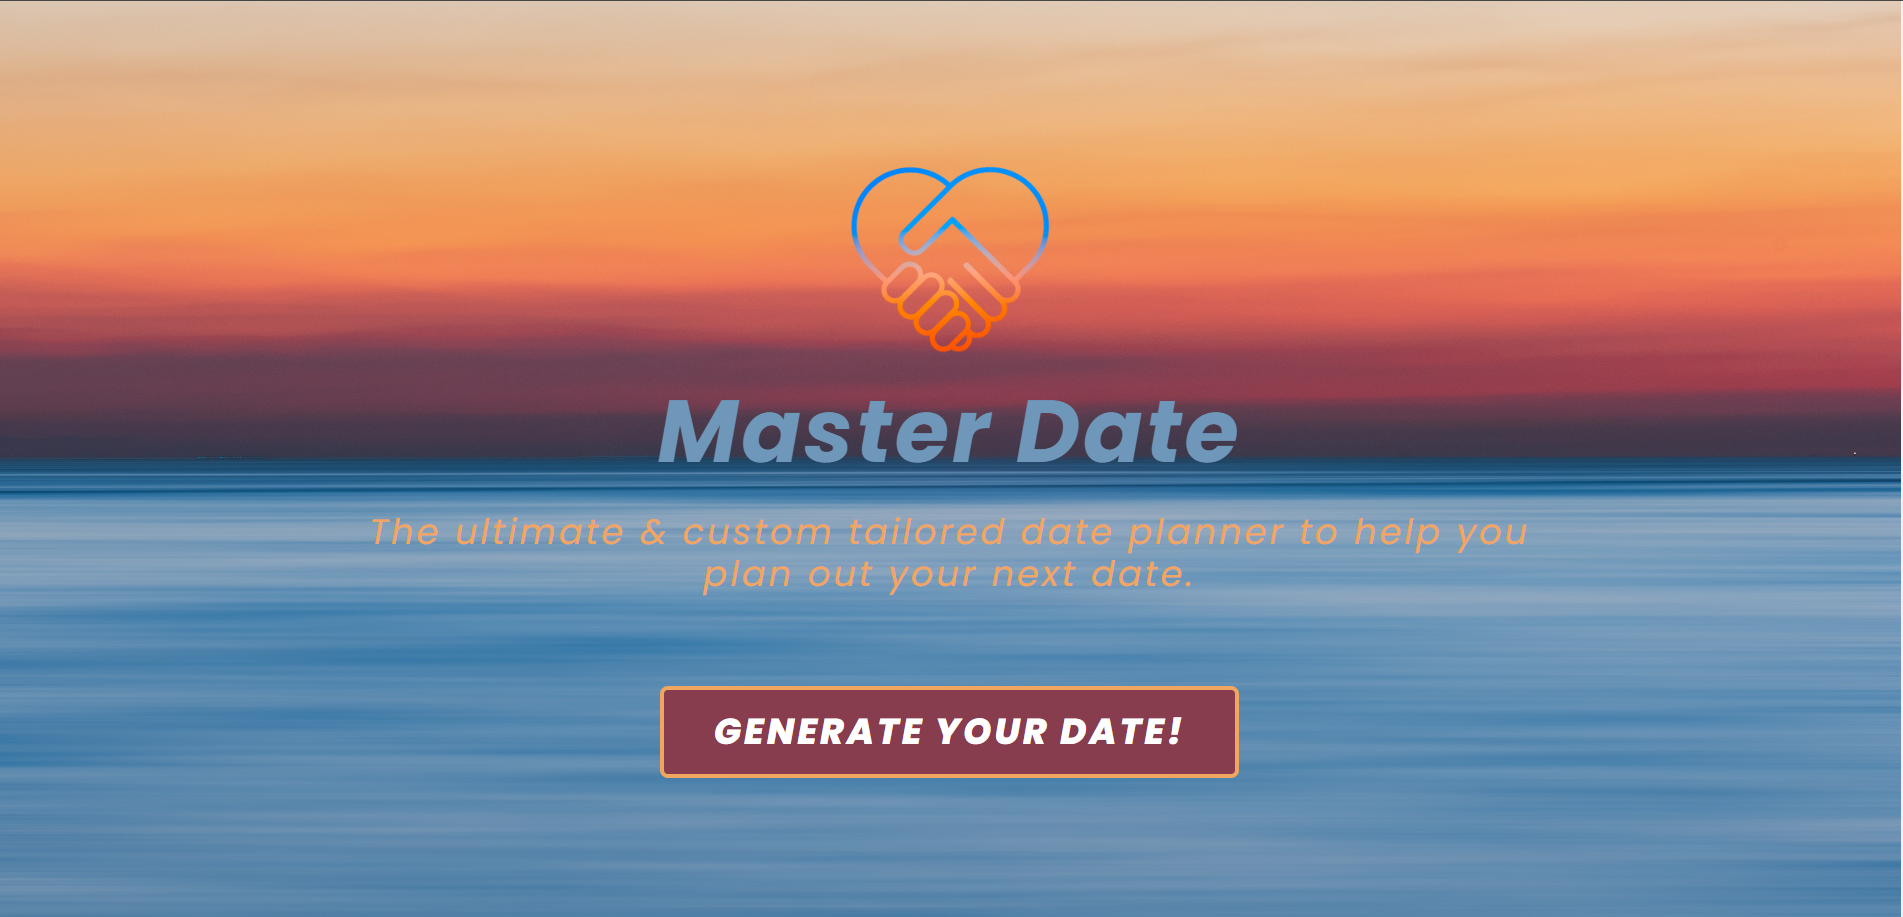 Master Date
The ultimate & custom tailored date planner to help you
plan out your next date.
GENERATE YOUR DATE!